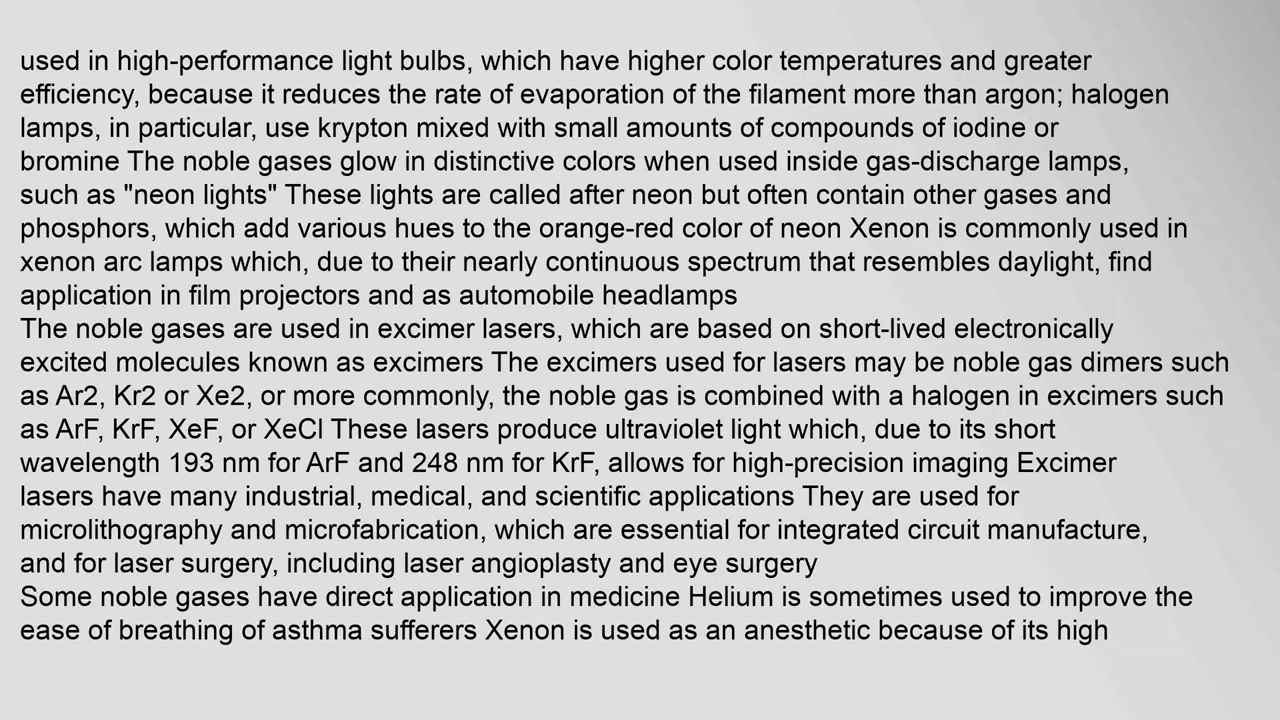 used in high-performance light bulbs, which have higher color temperatures and greater
efficiency, because it reduces the rate of evaporation of the filament more than argon; halogen
lamps, in particular, use krypton mixed with small amounts of compounds of iodine or
bromine The noble gases glow in distinctive colors when used inside gas-discharge lamps,
such as "neon lights" These lights are called after neon but often contain other gases and
phosphors, which add various hues to the orange-red color of neon Xenon is commonly used in
xenon arc lamps which, due to their nearly continuous spectrum that resembles daylight, find
application in film projectors and as automobile headlamps
The noble gases are used in excimer lasers, which are based on short-lived electronically
excited molecules known as excimers The excimers used for lasers may be noble gas dimers such
as Ar2, Kr2 or Xe2, or more commonly, the noble gas is combined with a halogen in excimers such
as ArF, KrF, XeF, or XeCl These lasers produce ultraviolet light which, due to its short
wavelength 193 nm for ArF and 248 nm for KrF, allows for high-precision imaging Excimer
lasers have many industrial, medical, and scientific applications They are used for
microlithography and microfabrication, which are essential for integrated circuit manufacture,
and for laser surgery, including laser angioplasty and eye surgery
Some noble gases have direct application in medicine Helium is sometimes used to improve the
ease of breathing of asthma sufferers Xenon is used as an anesthetic because of its high